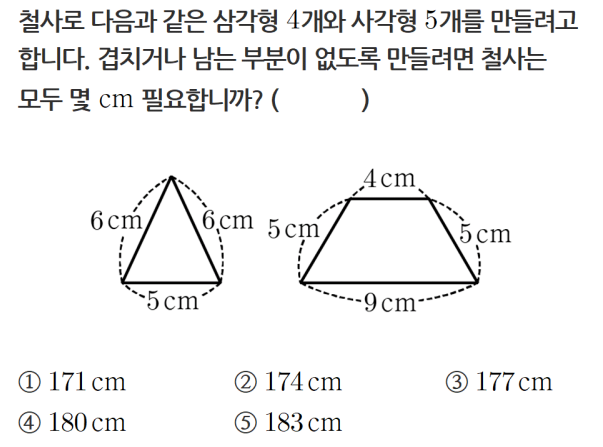 철사로 다음과 같은 삼각형 4개와 사각형 5개를 만들려고
합니다. 겹치거나 남는 부분이 없도록 만들려면 철사는
모두 몇 cm 필요합니까? (        )
4 cm
6 cm
6 cm
5 cm
5 cm
5 cm
9 cm
① 171 cm
② 174 cm
③ 177 cm
④ 180 cm
⑤ 183 cm